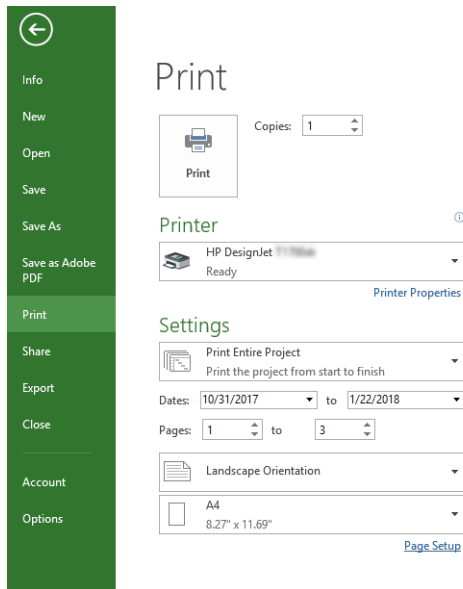 Info
New
Open
Save
Save As
Save as Adobe
PDF
Print
Share
Export
Close
Account
Options
Print
Print
Copies: 1
Printer
HP DesignJet
Ready
Printer Properties
Settings
Print Entire Project
Print the project from start to finish
Dates: 10/31/2017 to 1/22/2018
Pages: 1 to 3
Landscape Orientation
A4
8.27" x 11.69"
Page Setup